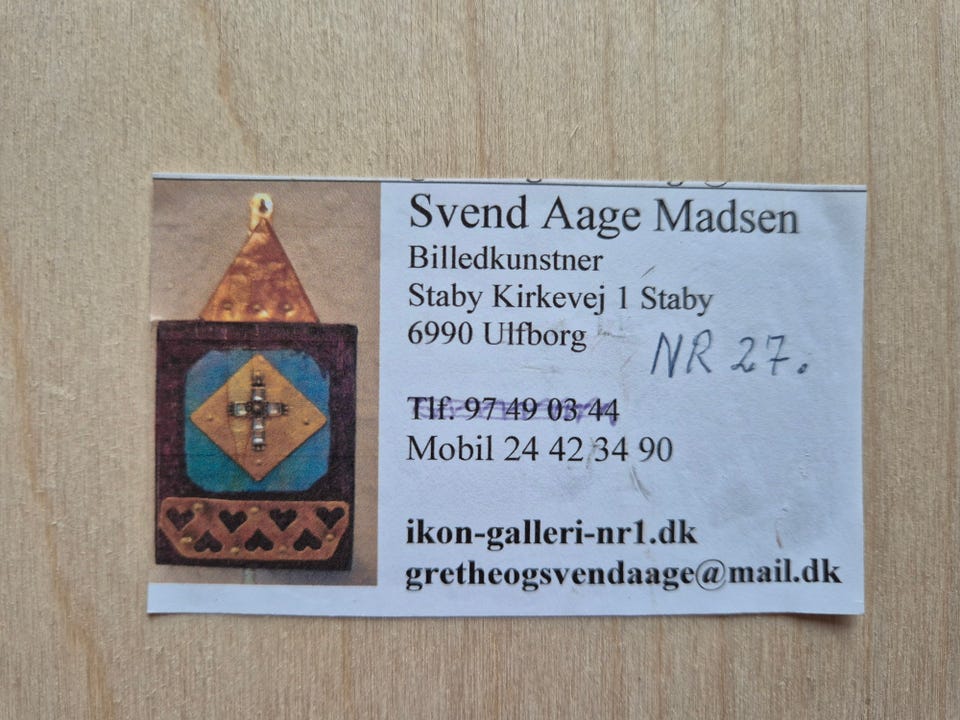 Svend Aage Madsen
Billedkunstner
Staby Kirkevej 1 Staby
6990 Ulfborg
NR 27.
Tlf. 97 49 03 44
Mobil 24 42 34 90
ikon-galleri-nr1.dk
gretheogsvendaage@mail.dk